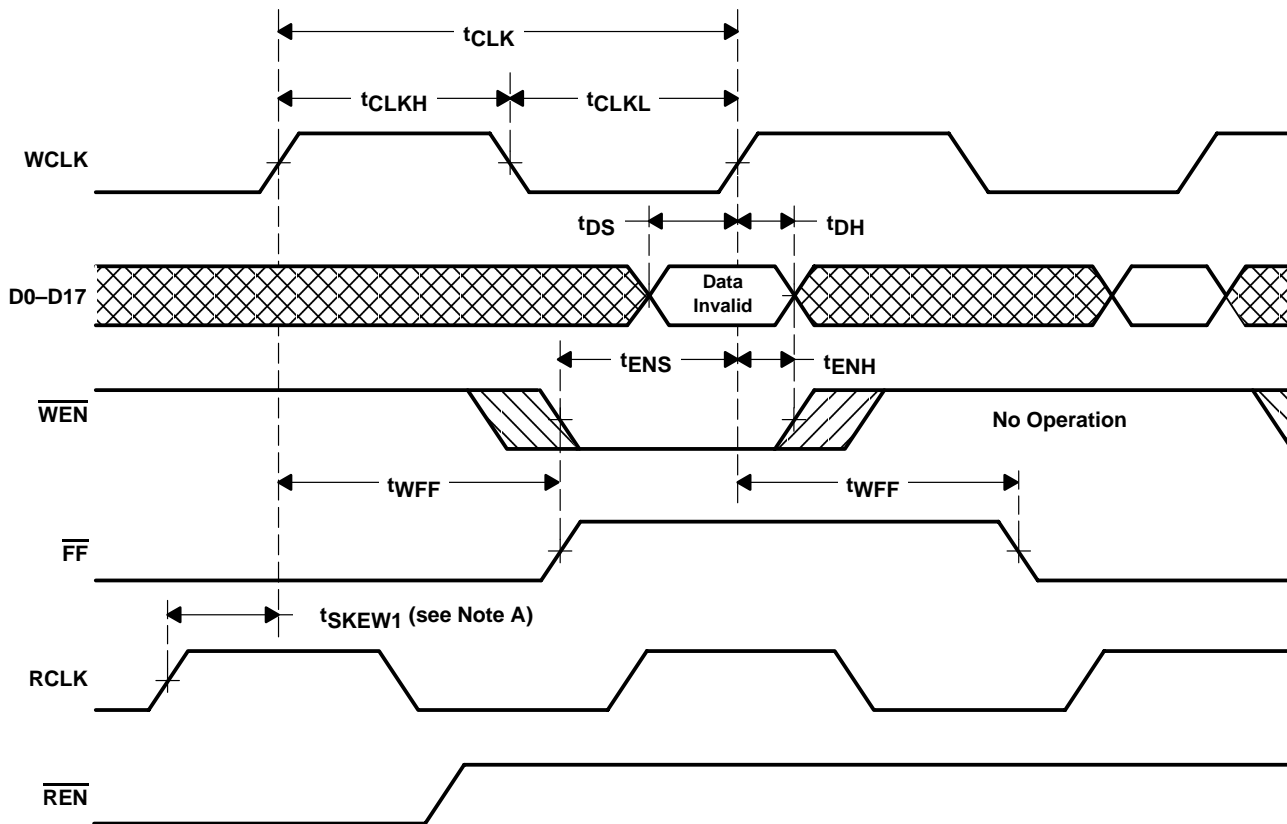 tCLK
tCLKH
tCLKL
WCLK
tDS
tDH
D0–D17
Data
Invalid
tENS
tENH
WEN
No Operation
tWFF
tWFF
FF
tSKEW1 (see Note A)
RCLK
REN